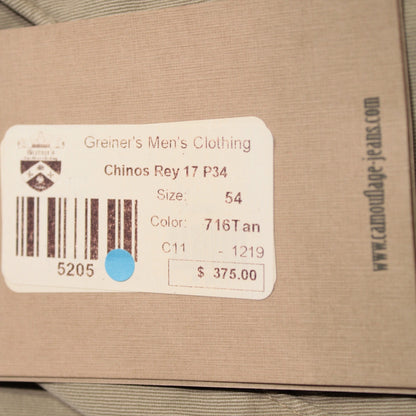 Greiner's Men's Clothing
Chinos Rey 17 P34
Size: 54
Color: 716Tan
C11 - 1219
5205
$ 375.00
www.camouflage-jeans.com